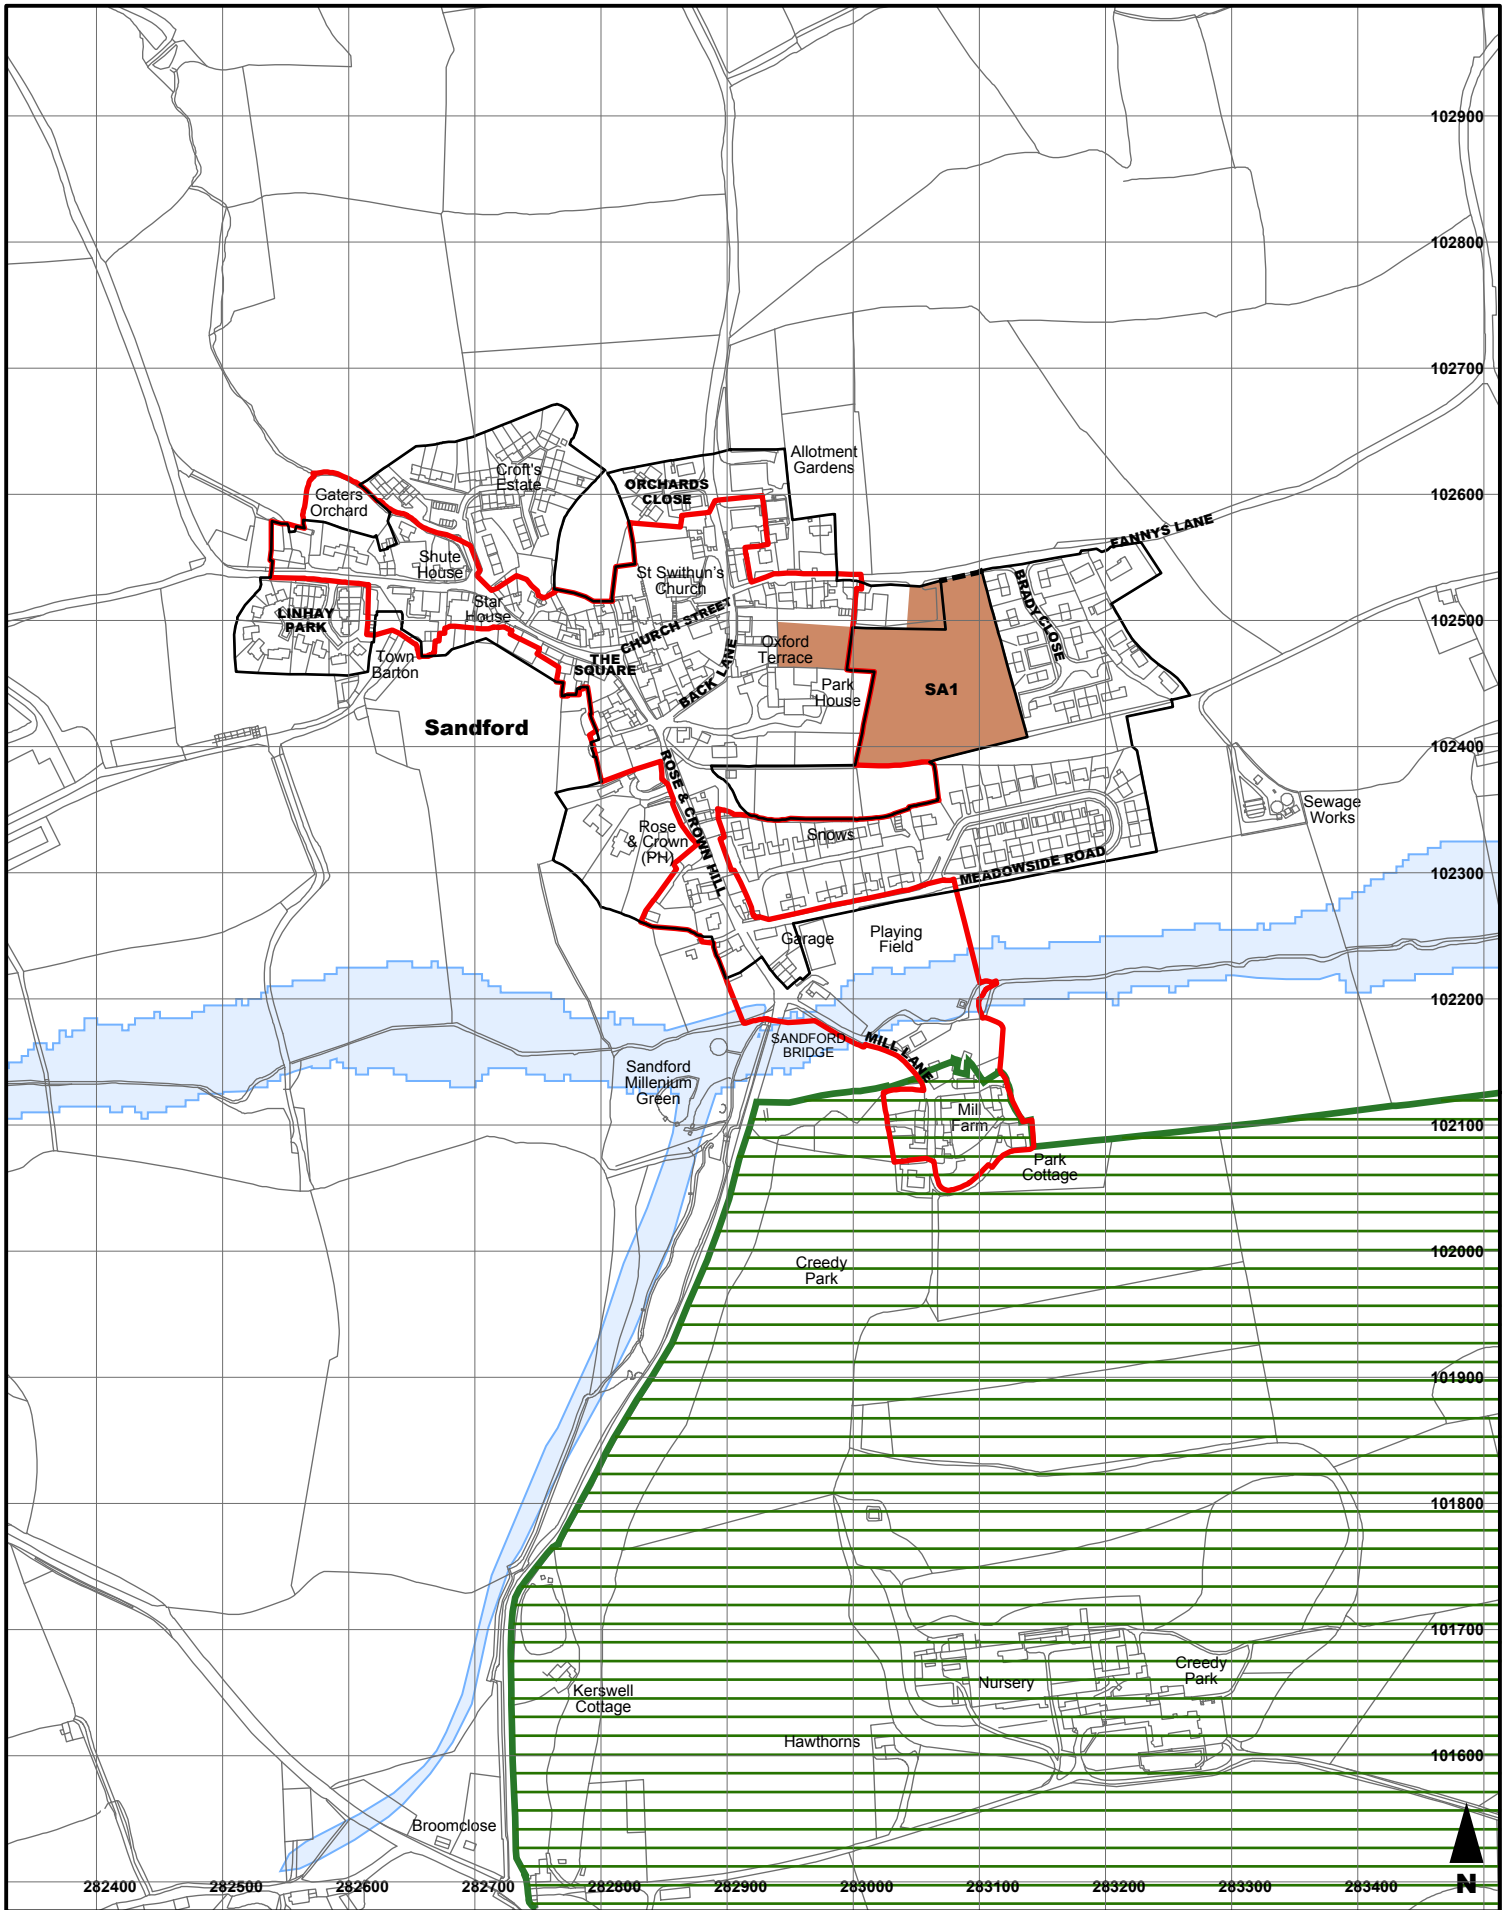 102900
102800
102700
Allotment
Gardens
Croft's
Estate
ORCHARDS
CLOSE
102600
Gaters
Orchard
FANNYS LANE
Shute
House
St Swithun's
Church
BRADY CLOSE
Star
House
LINHAY
PARK
CHURCH STREET
102500
Oxford
Terrace
THE
SQUARE
Town
Barton
BACK LANE
Park
House
SA1
Sandford
102400
ROSE & CROWN HILL
Sewage
Works
Rose
& Crown
(PH)
Snows
MEADOWSIDE ROAD
102300
Garage
Playing
Field
102200
SANDFORD
BRIDGE
MILL LANE
Sandford
Millenium
Green
Mill
Farm
102100
Park
Cottage
102000
Creedy
Park
101900
101800
101700
Creedy
Park
Nursery
Kerswell
Cottage
Hawthorns
101600
Broomclose
N
282400
282500
282600
282700
282800
282900
283000
283100
283200
283300
283400